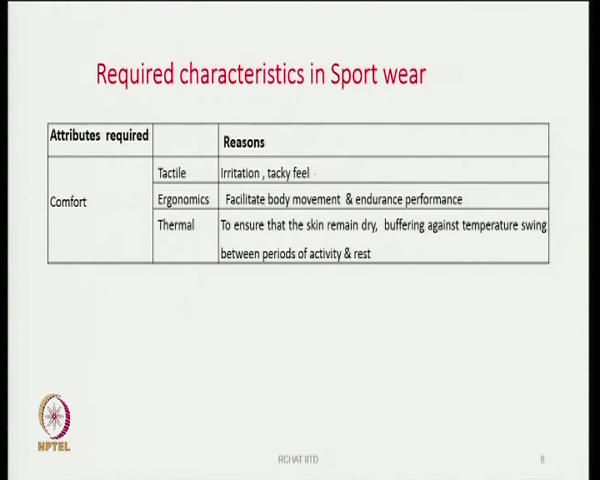 Required characteristics in Sport wear
Attributes required
Reasons
Comfort
Tactile
Irritation , tacky feel
Ergonomics
Facilitate body movement & endurance performance
Thermal
To ensure that the skin remain dry, buffering against temperature swing
between periods of activity & rest
NPTEL
RCHAT IITD
8